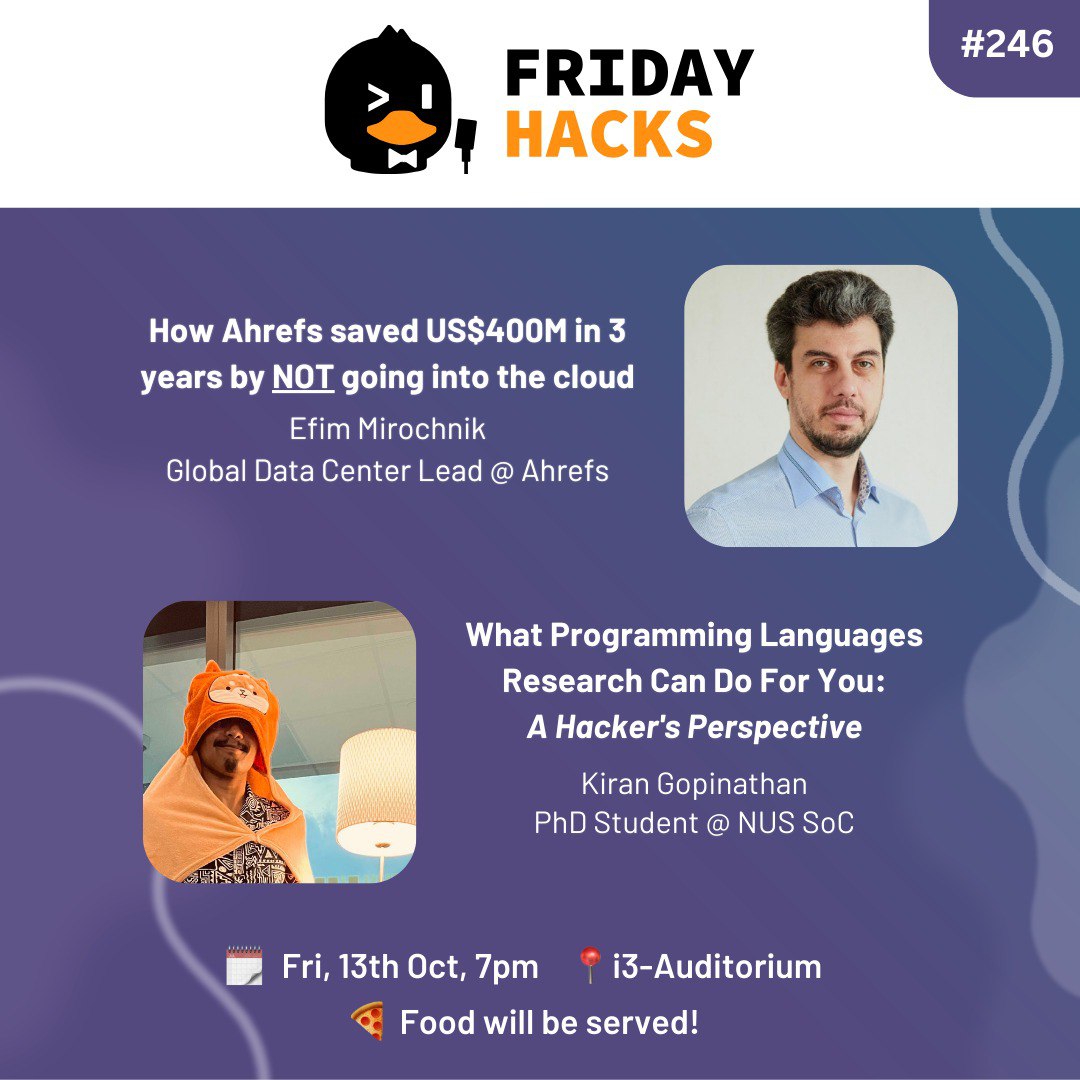 #246
FRIDAY
HACKS
How Ahrefs saved US$400M in 3
years by NOT going into the cloud
Efim Mirochnik
Global Data Center Lead @ Ahrefs
What Programming Languages
Research Can Do For You:
A Hacker's Perspective
Kiran Gopinathan
PhD Student @ NUS SoC
Fri, 13th Oct, 7pm
i3-Auditorium
Food will be served!